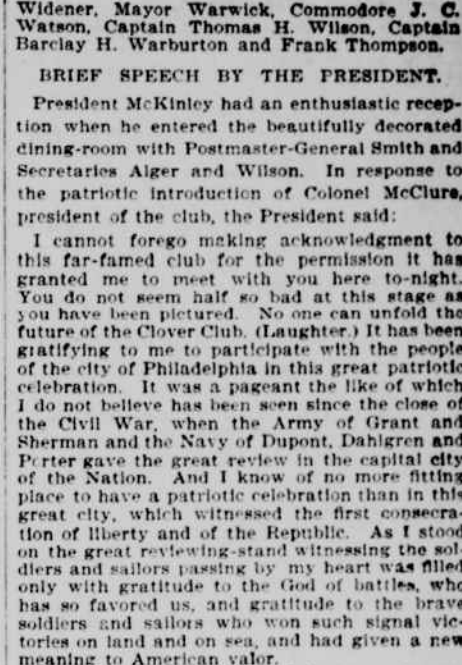 Widener, Mayor Warwick, Commodore J. C.
Watson, Captain Thomas H. Wilson, Captain
Barclay H. Warburton and Frank Thompson.
BRIEF SPEECH BY THE PRESIDENT.
President McKinley had an enthusiastic recep-
tion when he entered the beautifully decorated
dining-room with Postmaster-General Smith and
Secretaries Alger and Wilson. In response to
the patriotic introduction of Colonel McClure,
president of the club, the President said:
I cannot forego making acknowledgment to
this far-famed club for the permission it has
granted me to meet with you here to-night.
You do not seem half so bad at this stage as
you have been pictured. No one can unfold the
future of the Clover Club. (Laughter.) It has been
gratifying to me to participate with the people
of the city of Philadelphia in this great patriotic
celebration. It was a pageant the like of which
I do not believe has been seen since the close of
the Civil War, when the Army of Grant and
Sherman and the Navy of Dupont, Dahlgren and
Porter gave the great review in the capital city
of the Nation. And I know of no more fitting
place to have a patriotic celebration than in this
great city, which witnessed the first consecra-
tion of liberty and of the Republic. As I stood
on the great reviewing-stand witnessing the sol-
diers and sailors passing by my heart was filled
only with gratitude to the God of battles, who
has so favored us, and gratitude to the brave
soldiers and sailors who won such signal vic-
tories on land and on sea, and had given a new
meaning to American valor.